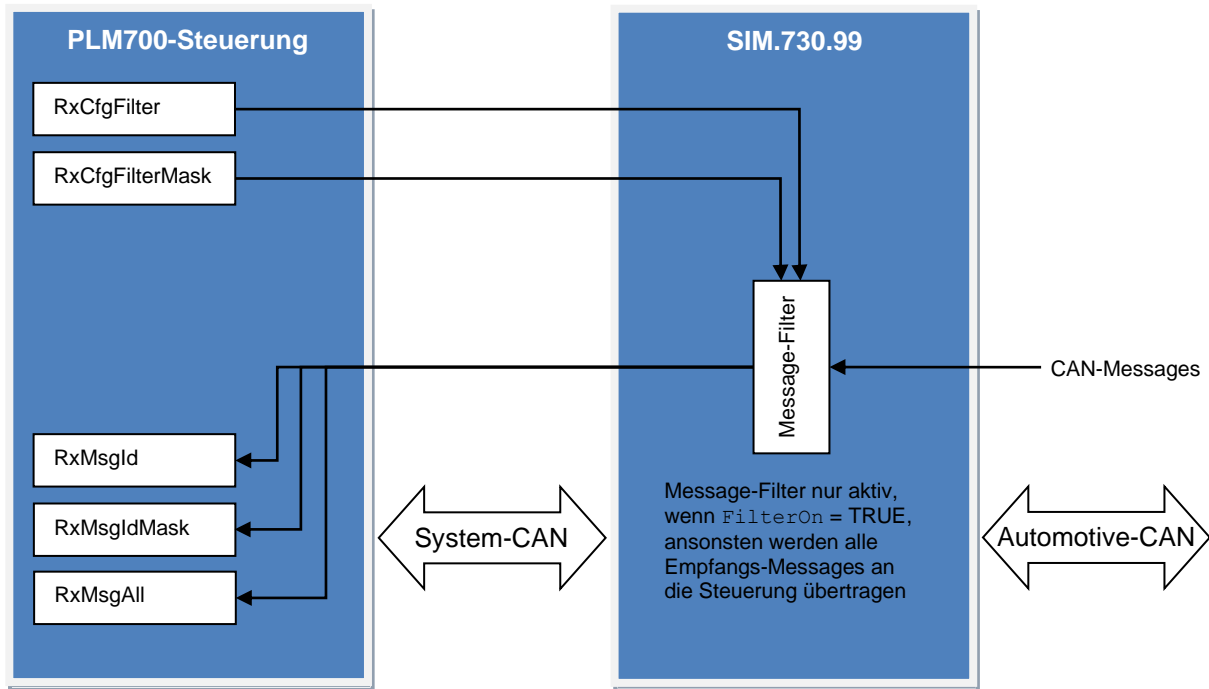 PLM700-Steuerung
SIM.730.99
RxCfgFilter
RxCfgFilterMask
Message-Filter
CAN-Messages
RxMsgId
RxMsgIdMask
RxMsgAll
System-CAN
Message-Filter nur aktiv,
wenn FilterOn = TRUE,
ansonsten werden alle
Empfangs-Messages an
die Steuerung übertragen
Automotive-CAN